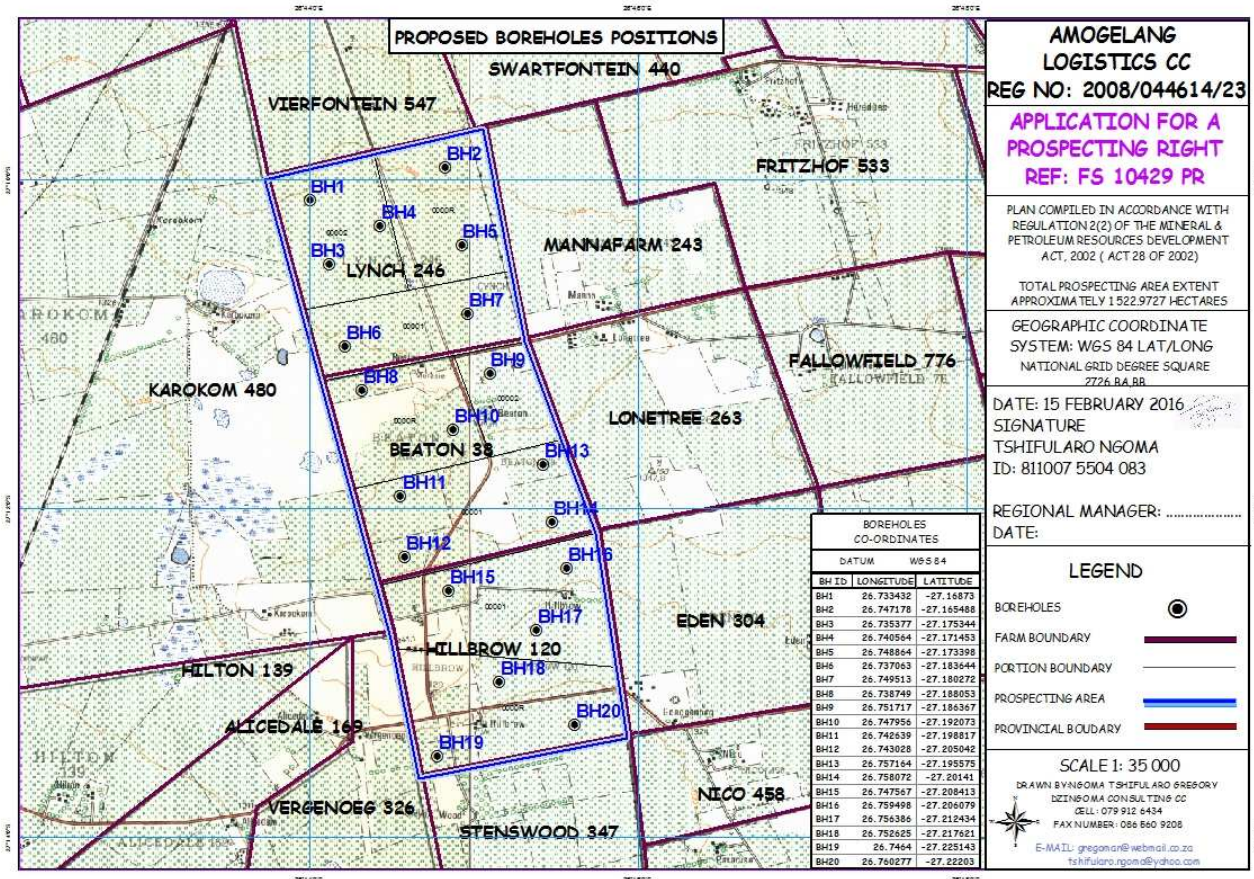 PROPOSED BOREHOLES POSITIONS
SWARTFONTEIN 440
VIERFONTEIN 547
FRITZHOF 533
FRITZHOF 533
MANNAFARM 243
LYNCH 246
KAROKOM 480
480
FALLOWFIELD 776
LONETREE 263
BEATON 38
EDEN 304
HILLBROW 120
HILLBROW
HILTON 139
ALICEDALE 169
HILTON
139
VERGENOEG 326
STENSWOOD 347
NICO 458
BH1
BH2
BH3
BH4
BH5
BH6
BH7
BH8
BH9
BH10
BH11
BH12
BH13
BH14
BH15
BH16
BH17
BH18
BH19
BH20
BOREHOLES
CO-ORDINATES
DATUM WGS84
BH ID LONGITUDE LATITUDE
BH1 26.733432 -27.16873
BH2 26.747178 -27.165488
BH3 26.735377 -27.175344
BH4 26.740564 -27.171453
BH5 26.748864 -27.173398
BH6 26.737063 -27.183644
BH7 26.749513 -27.180272
BH8 26.738749 -27.188053
BH9 26.751717 -27.186367
BH10 26.747956 -27.192073
BH11 26.742639 -27.198817
BH12 26.743028 -27.205042
BH13 26.757164 -27.195575
BH14 26.758072 -27.20141
BH15 26.747567 -27.208413
BH16 26.759498 -27.206079
BH17 26.756386 -27.212434
BH18 26.752625 -27.217621
BH19 26.7464 -27.225143
BH20 26.760277 -27.22203
AMOGELANG
LOGISTICS CC
REG NO: 2008/044614/23
APPLICATION FOR A
PROSPECTING RIGHT
REF: FS 10429 PR
PLAN COMPILED IN ACCORDANCE WITH
REGULATION 2(2) OF THE MINERAL &
PETROLEUM RESOURCES DEVELOPMENT
ACT, 2002 ( ACT 28 OF 2002)
TOTAL PROSPECTING AREA EXTENT
APPROXIMATELY 1522.9727 HECTARES
GEOGRAPHIC COORDINATE
SYSTEM: WGS 84 LAT/LONG
NATIONAL GRID DEGREE SQUARE
2726 BA,BB
DATE: 15 FEBRUARY 2016
SIGNATURE
TSHIFULARO NGOMA
ID: 811007 5504 083
REGIONAL MANAGER: ...................
DATE:
LEGEND
BOREHOLES
FARM BOUNDARY
PORTION BOUNDARY
PROSPECTING AREA
PROVINCIAL BOUDARY
SCALE 1: 35 000
DRAWN BY:NGOMA TSHIFULARO GREGORY
DZINGOMA CONSULTING CC
CELL : 079 912 6434
FAX NUMBER : 086 560 9208
E-MAIL: gregoman@webmail.co.za
tshifularo.ngoma@yahoo.com